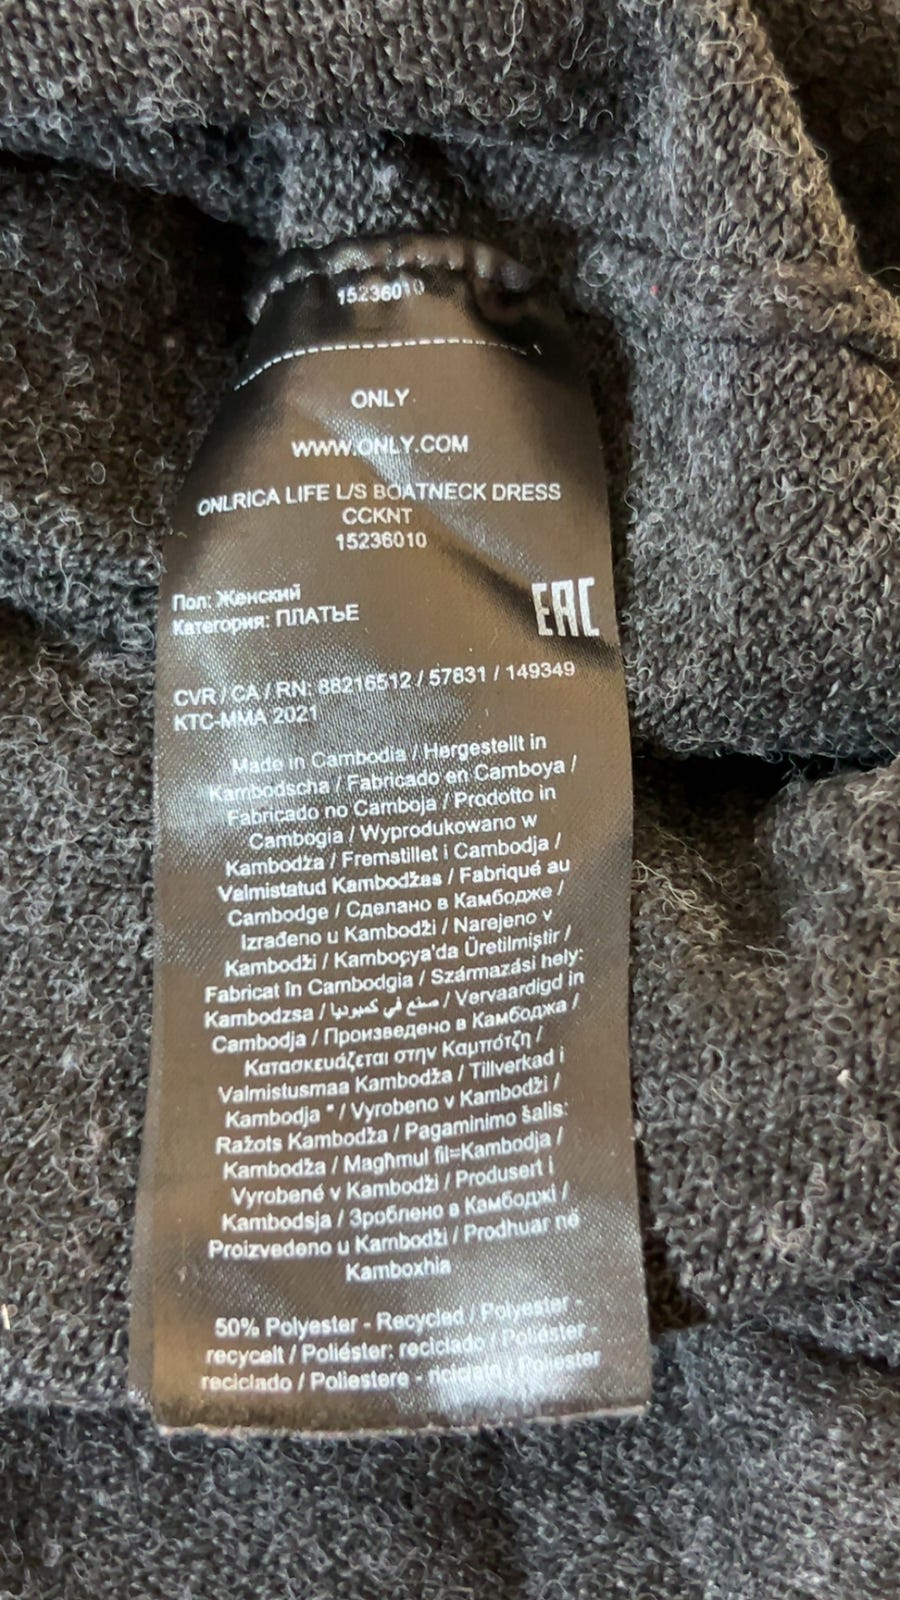 15236010
ONLY
WWW.ONLY.COM
ONLRICA LIFE L/S BOATNECK DRESS
CCKNT
15236010
Пол: Женский
Категория: ПЛАТЬЕ
EAC
CVR / CA / RN: 88216512 / 57831 / 149349
KTC-MMA 2021
Made in Cambodia / Hergestellt in
Kambodscha / Fabricado en Camboya /
Fabricado no Camboja / Prodotto in
Cambogia / Wyprodukowano w
Kambodża / Fremstillet i Cambodja /
Valmistatud Kambodžas / Fabriqué au
Cambodge / Сделано в Камбодже /
Izrađeno u Kambodži / Narejeno v
Kambodži / Kamboçya'da Üretilmiştir /
Fabricat în Cambodgia / Származási hely:
Kambodzsa / صنع في كمبوديا / Vervaardigd in
Cambodja / Произведено в Камбоджа /
Κατασκευάζεται στην Καμπότζη /
Valmistusmaa Kambodža / Tillverkad i
Kambodja * / Vyrobeno v Kambodži /
Ražots Kambodža / Pagaminimo šalis:
Kambodža / Magħmul fil=Kambodja /
Vyrobené v Kambodži / Produsert i
Kambodsja / Зроблено в Камбоджі /
Proizvedeno u Kambodži / Prodhuar në
Kamboxhia
50% Polyester - Recycled / Polyester -
recycelt / Poliéster: reciclado / Poliéster -
reciclado / Poliestere - riciclato / Poliester